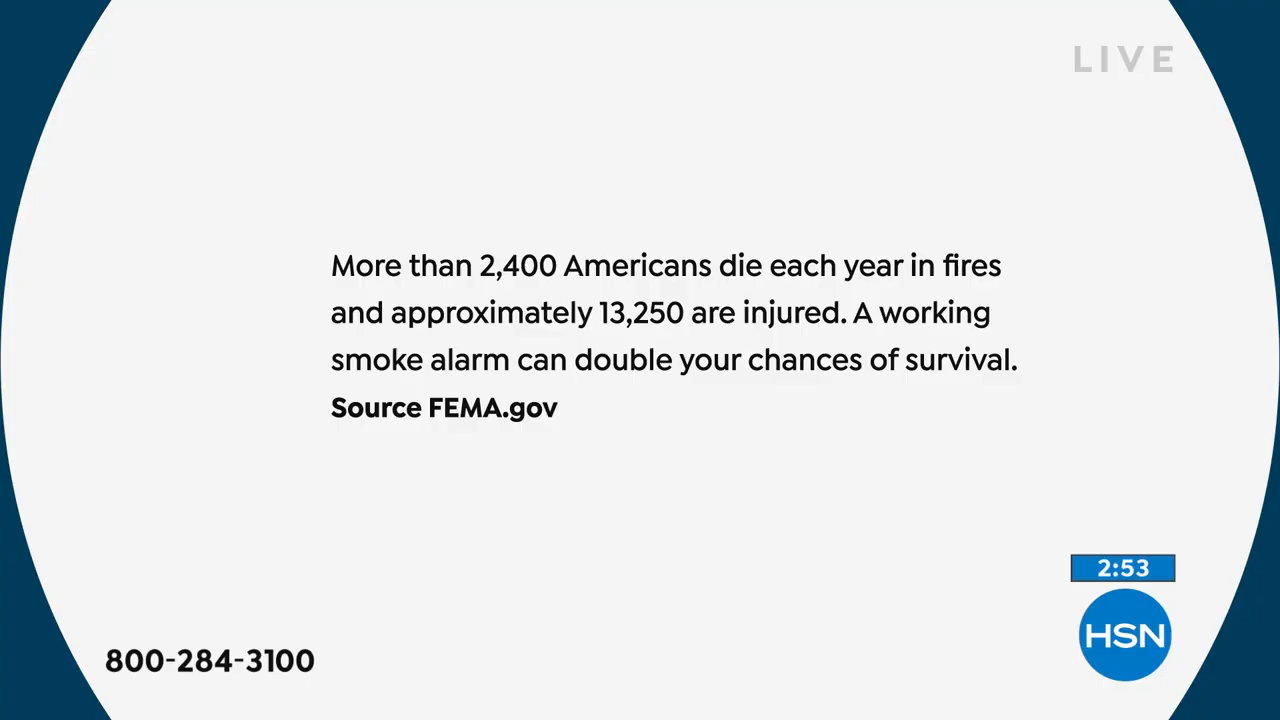 LIVE
More than 2,400 Americans die each year in fires
and approximately 13,250 are injured. A working
smoke alarm can double your chances of survival.
Source FEMA.gov
2:53
HSN
800-284-3100